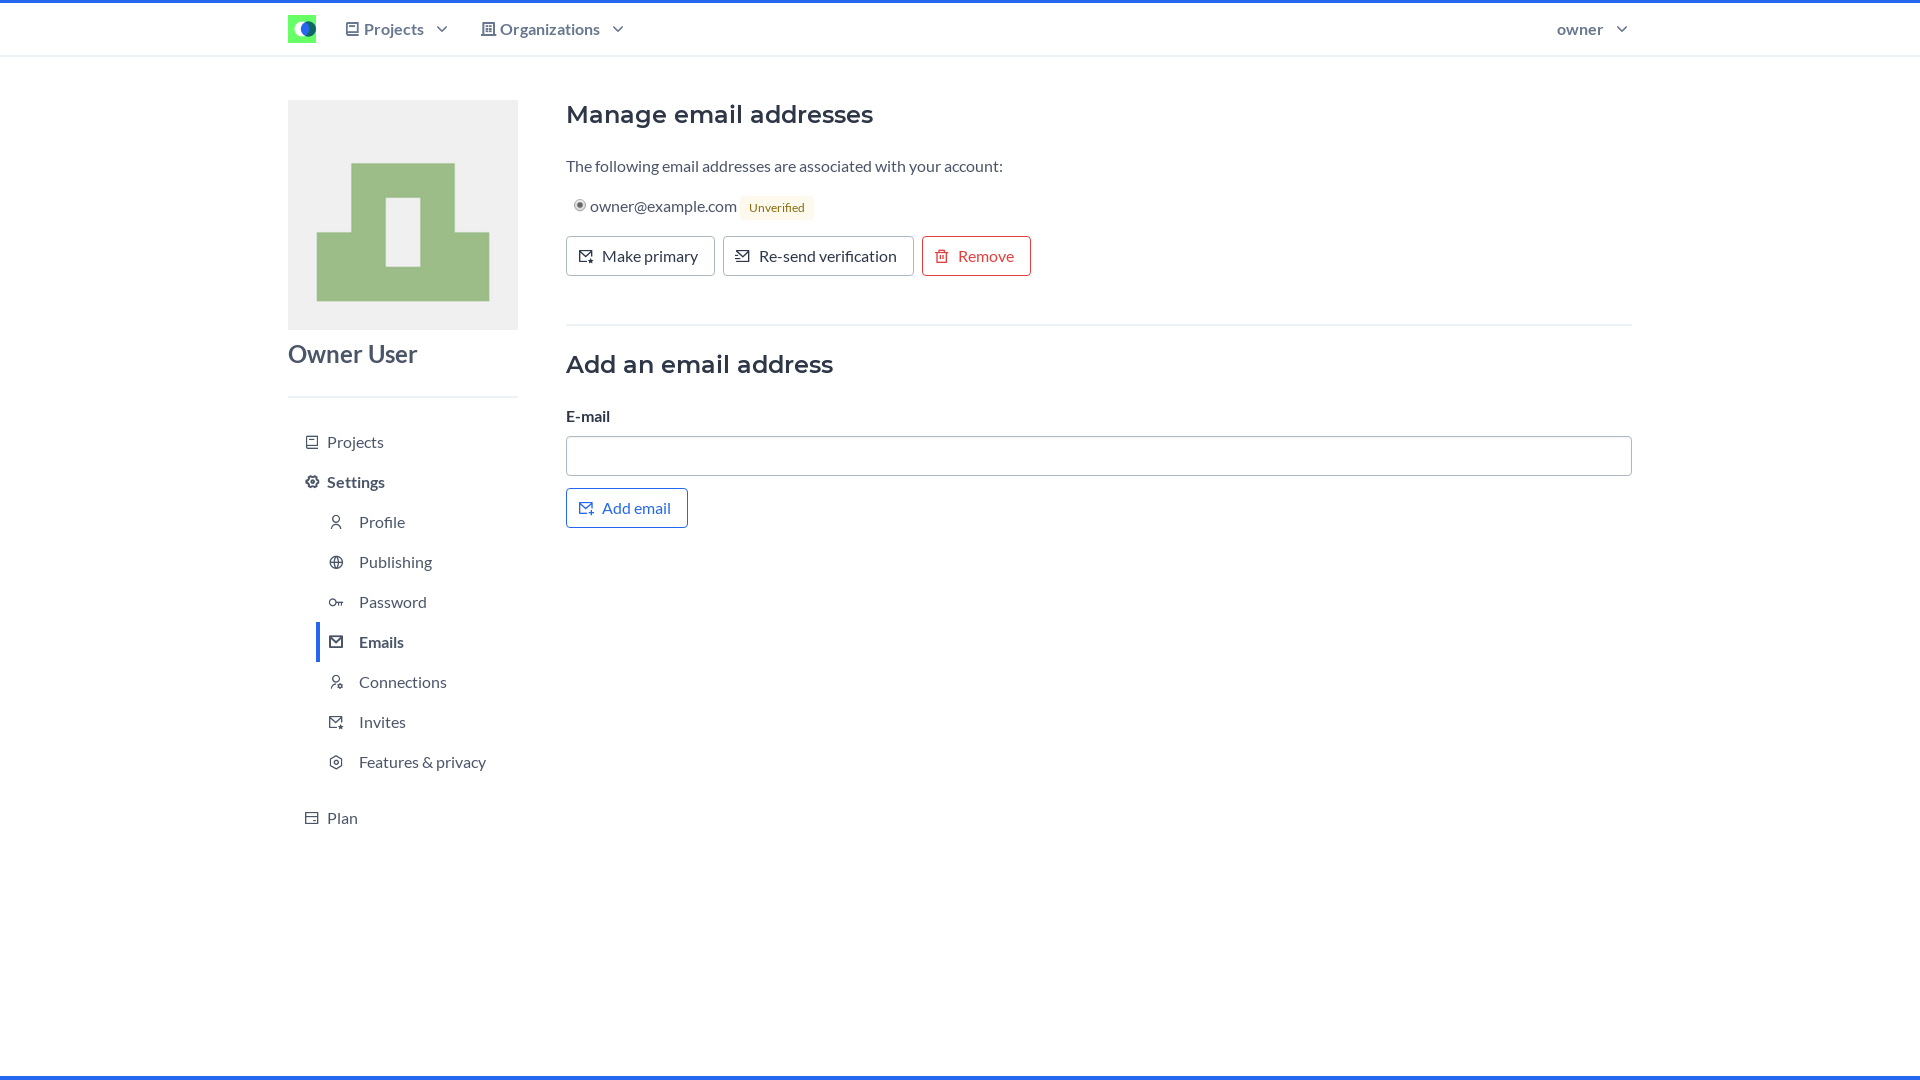 Projects
Organizations
owner
Owner User
Projects
Settings
Profile
Publishing
Password
Emails
Connections
Invites
Features & privacy
Plan
Manage email addresses
The following email addresses are associated with your account:
owner@example.com Unverified
Make primary
Re-send verification
Remove
Add an email address
E-mail
Add email